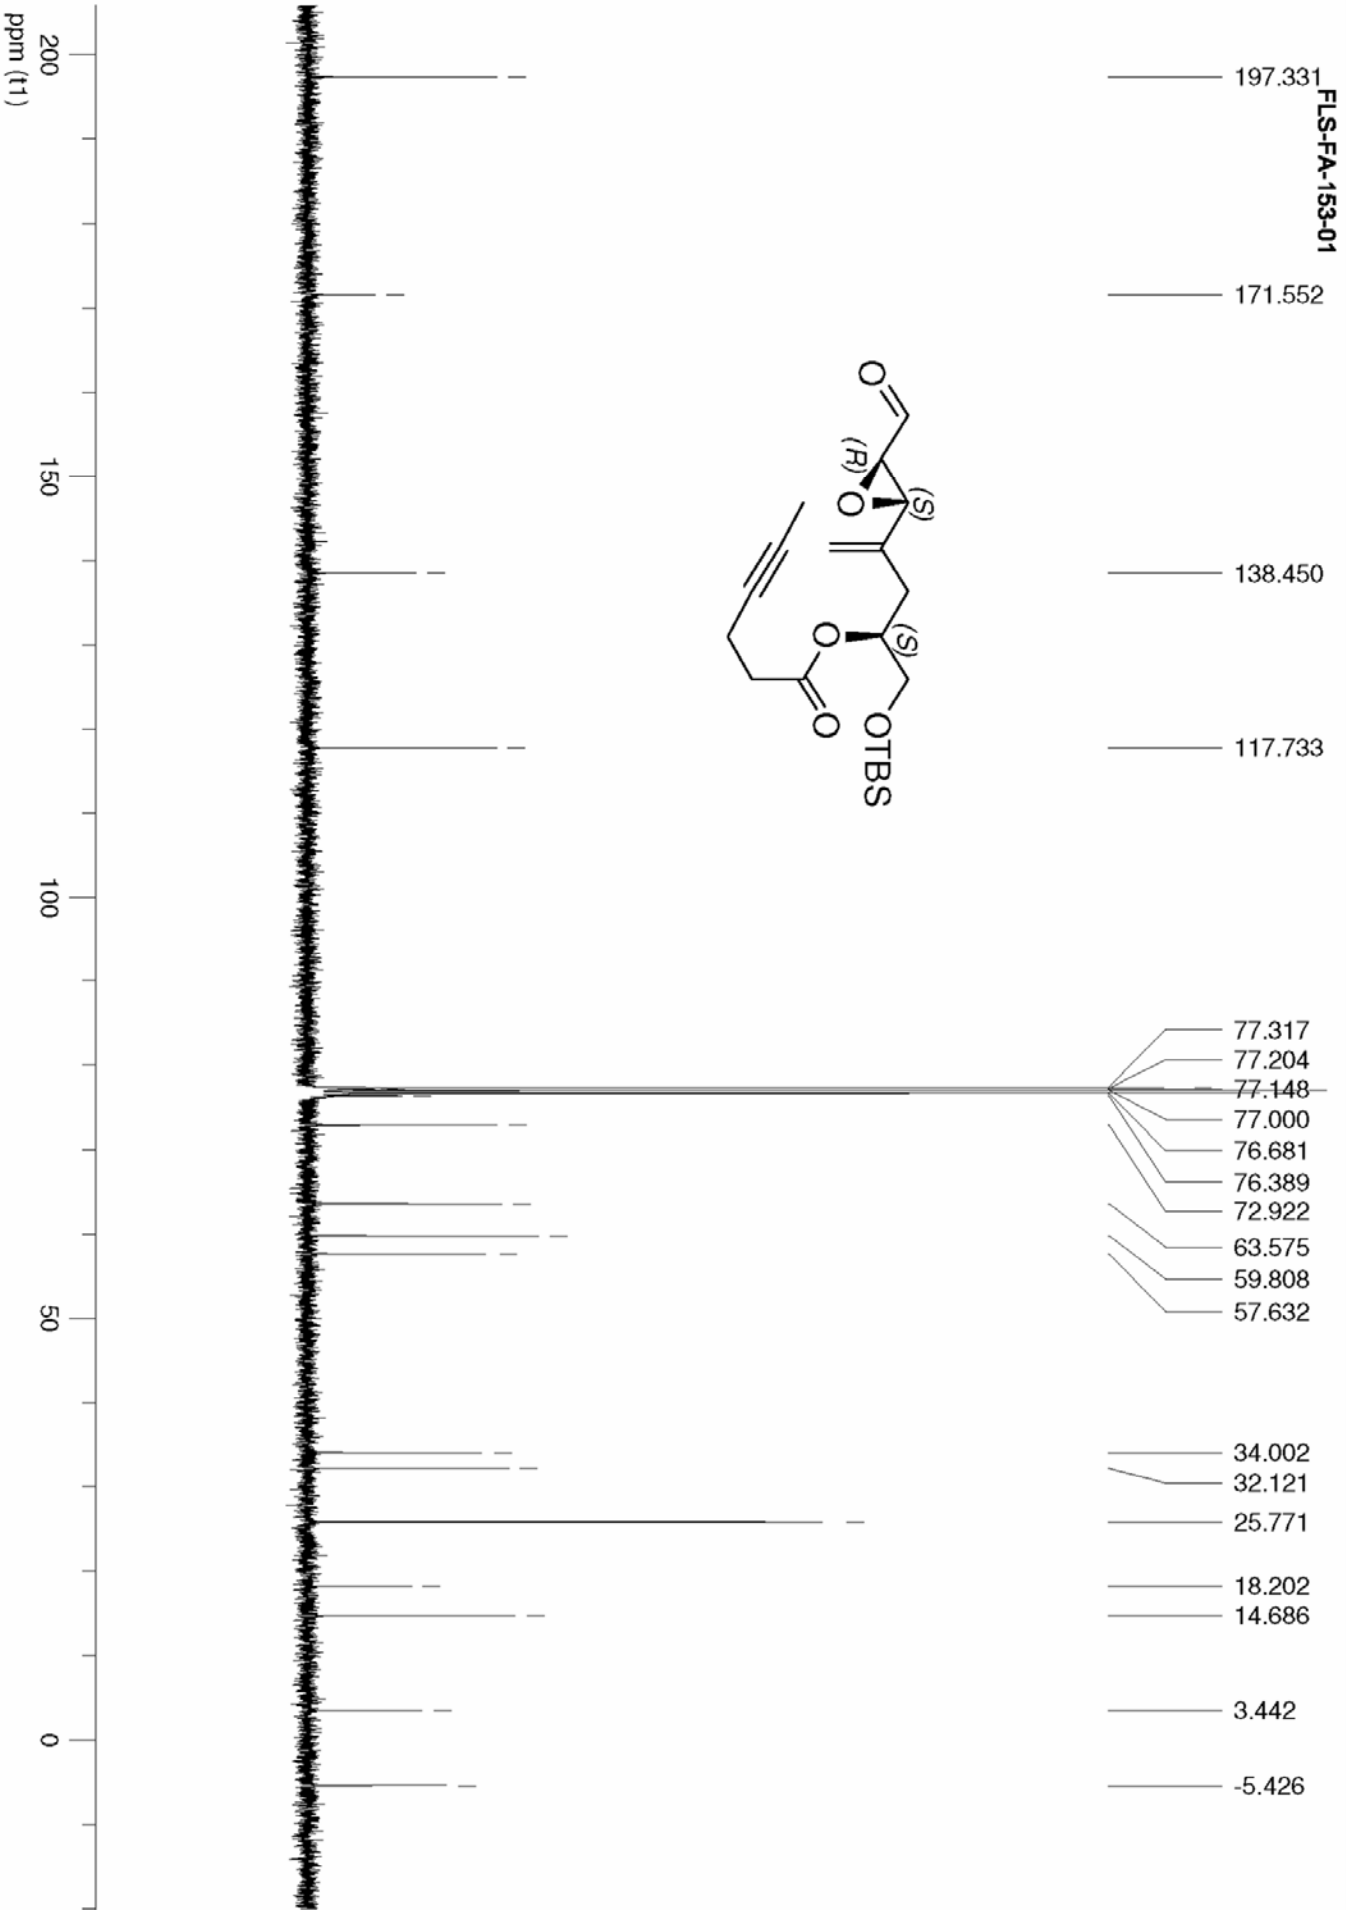 FLS-FA-153-01
197.331
171.552
138.450
117.733
77.317
77.204
77.148
77.000
76.681
76.389
72.922
63.575
59.808
57.632
34.002
32.121
25.771
18.202
14.686
3.442
-5.426
O
(R)
O
(S)
(S)
O
O
OTBS
200
150
100
50
0
ppm (t1)